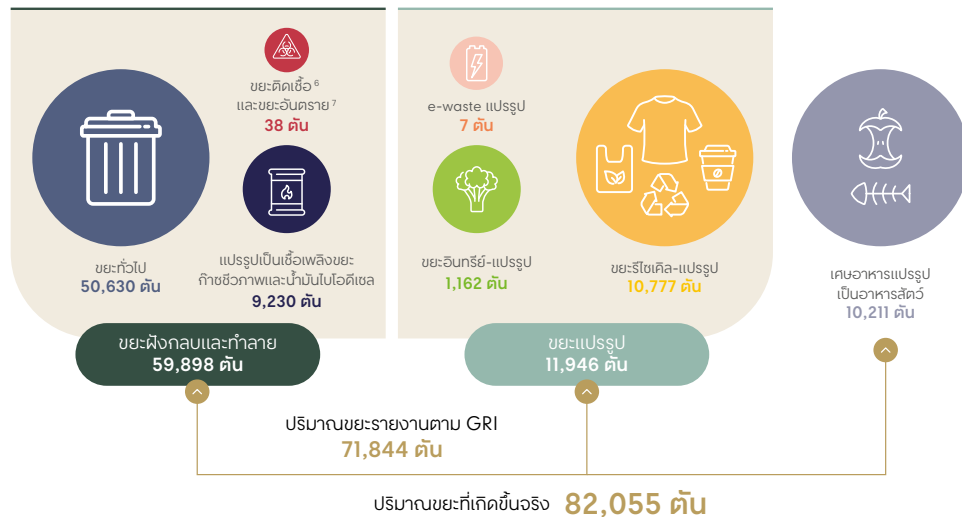 ขยะติดเชื้อ⁶
และขยะอันตราย⁷
38 ตัน
ขยะทั่วไป
50,630 ตัน
แปรรูปเป็นเชื้อเพลิงขยะ
ก๊าซชีวภาพและน้ำมันไบโอดีเซล
9,230 ตัน
ขยะฝังกลบและทำลาย
59,898 ตัน
e-waste แปรรูป
7 ตัน
ขยะอินทรีย์-แปรรูป
1,162 ตัน
ขยะรีไซเคิล-แปรรูป
10,777 ตัน
ขยะแปรรูป
11,946 ตัน
เศษอาหารแปรรูป
เป็นอาหารสัตว์
10,211 ตัน
ปริมาณขยะรายงานตาม GRI
71,844 ตัน
ปริมาณขยะที่เกิดขึ้นจริง 82,055 ตัน